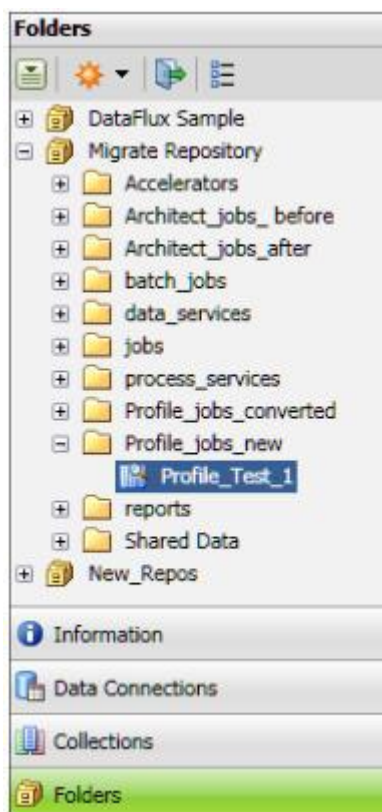 Folders
DataFlux Sample
Migrate Repository
Accelerators
Architect_jobs_ before
Architect_jobs_after
batch_jobs
data_services
jobs
process_services
Profile_jobs_converted
Profile_jobs_new
Profile_Test_1
reports
Shared Data
New_Repos
Information
Data Connections
Collections
Folders